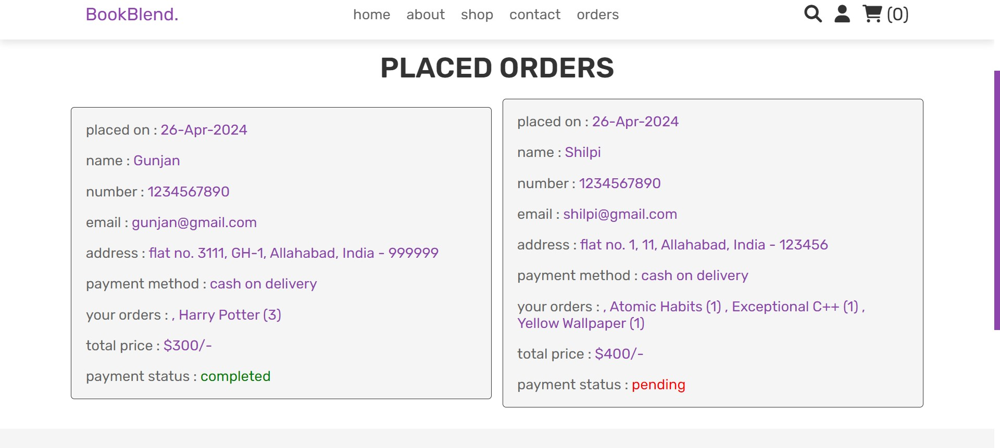 BookBlend.
home about shop contact orders
(0)
PLACED ORDERS
placed on : 26-Apr-2024
name : Gunjan
number : 1234567890
email : gunjan@gmail.com
address : flat no. 3111, GH-1, Allahabad, India - 999999
payment method : cash on delivery
your orders : , Harry Potter (3)
total price : $300/-
payment status : completed
placed on : 26-Apr-2024
name : Shilpi
number : 1234567890
email : shilpi@gmail.com
address : flat no. 1, 11, Allahabad, India - 123456
payment method : cash on delivery
your orders : , Atomic Habits (1) , Exceptional C++ (1) ,
Yellow Wallpaper (1)
total price : $400/-
payment status : pending